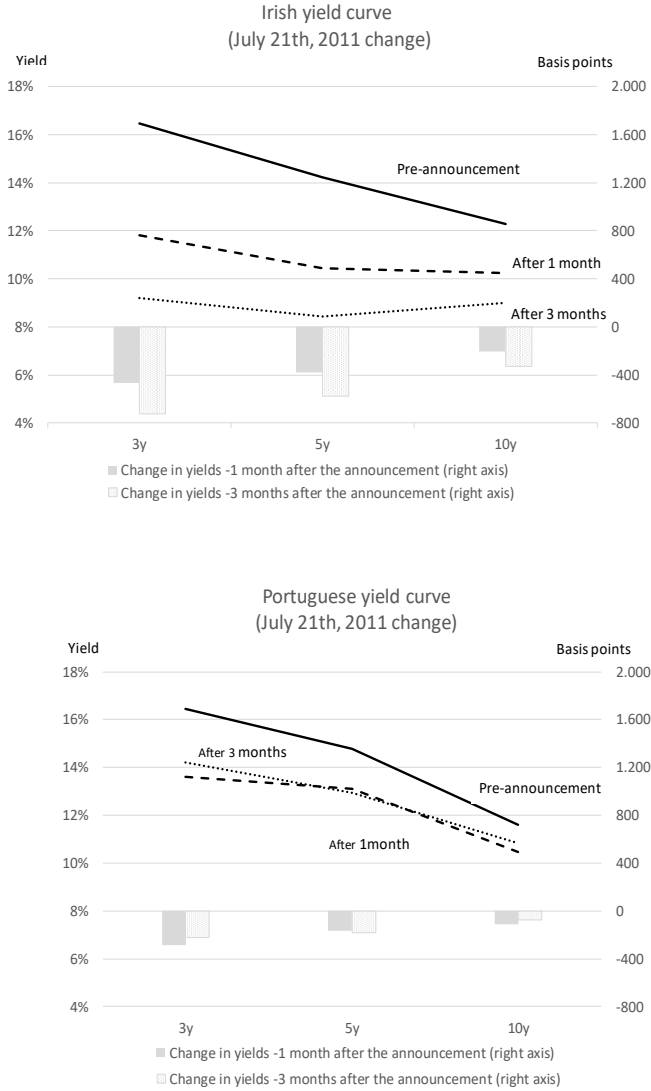 Irish yield curve
(July 21th, 2011 change)
Yield
Basis points
18%
2.000
16%
1.600
Pre-announcement
14%
1.200
12%
800
After 1 month
10%
400
After 3 months
8%
0
6%
-400
4%
-800
3y
5y
10y
Change in yields -1 month after the announcement (right axis)
Change in yields -3 months after the announcement (right axis)
Portuguese yield curve
(July 21th, 2011 change)
Yield
Basis points
18%
2.000
16%
1.600
After 3 months
14%
1.200
Pre-announcement
12%
800
After 1month
10%
400
8%
0
6%
-400
4%
-800
3y
5y
10y
Change in yields -1 month after the announcement (right axis)
Change in yields -3 months after the announcement (right axis)